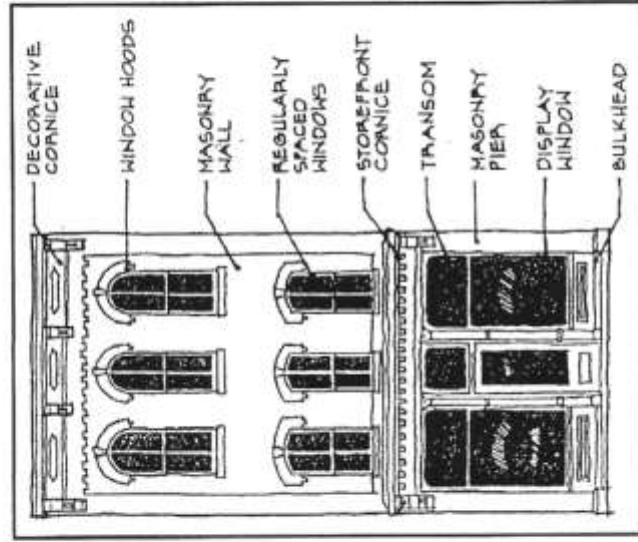 DECORATIVE
CORNICE
WINDOW HOODS
MASONRY
WALL
REGULARLY
SPACED
WINDOWS
STOREFRONT
CORNICE
TRANSOM
MASONRY
PIER
DISPLAY
WINDOW
BULKHEAD